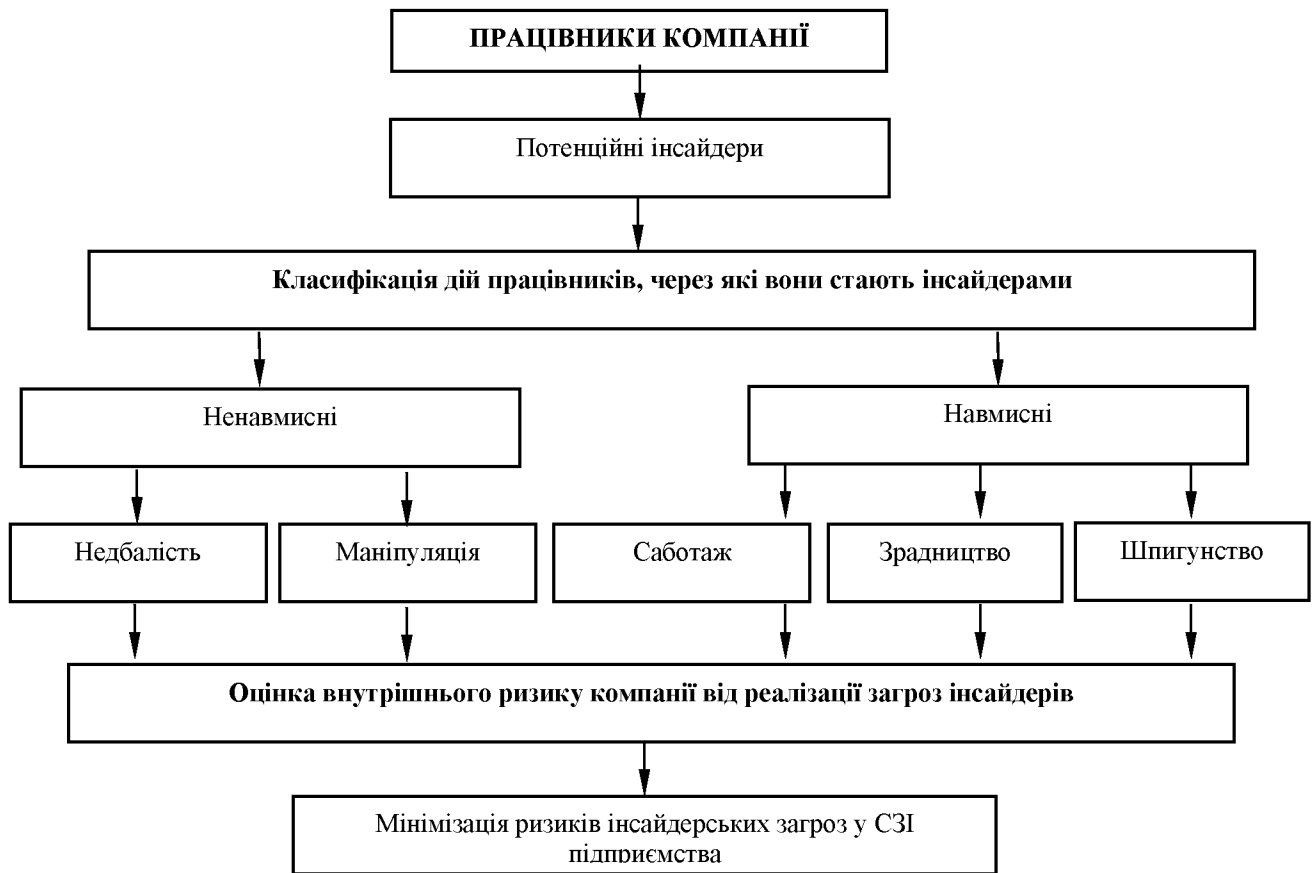 ПРАЦІВНИКИ КОМПАНІЇ
Потенційні інсайдери
Класифікація дій працівників, через які вони стають інсайдерами
Ненавмисні
Навмисні
Недбалість
Маніпуляція
Саботаж
Зрадництво
Шпигунство
Оцінка внутрішнього ризику компанії від реалізації загроз інсайдерів
Мінімізація ризиків інсайдерських загроз у СЗІ
підприємства